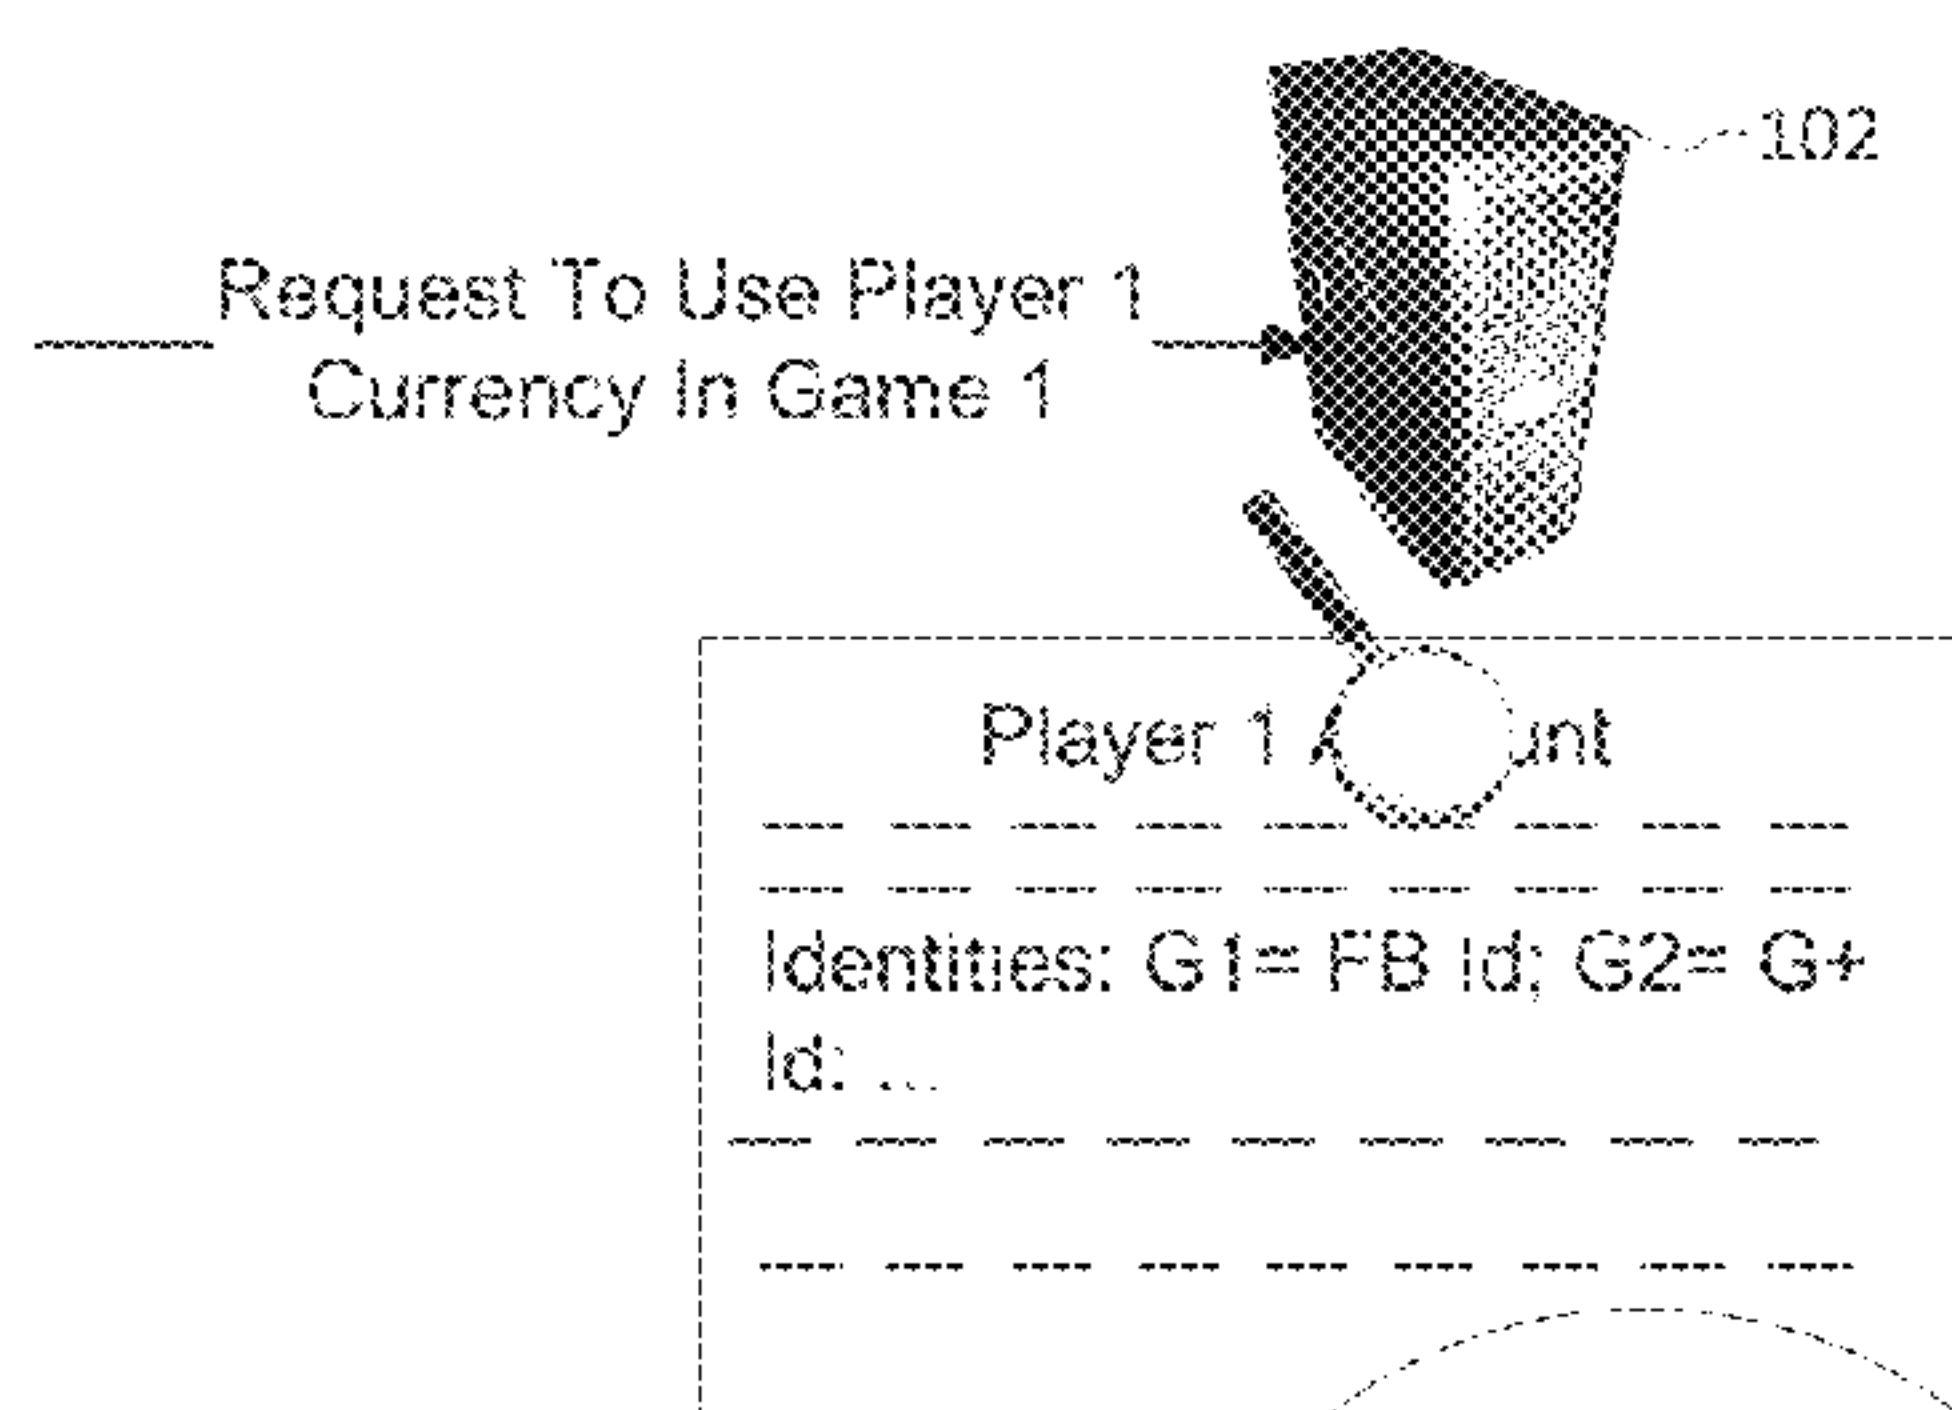 102
Request To Use Player 1
Currency In Game 1
Player 1 A unt
Identities: G1= FB Id; G2= G+
Id: ...